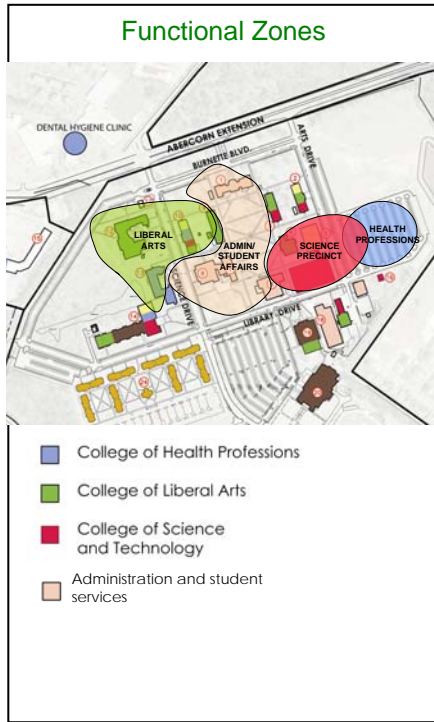 Functional Zones
DENTAL HYGIENE CLINIC
ABERCORN EXTENSION
BURNETTE BLVD.
ARTS DRIVE
LIBERAL
ARTS
ADMIN/
STUDENT
AFFAIRS
SCIENCE
PRECINCT
HEALTH
PROFESSIONS
SCIENCE DRIVE
LIBRARY DRIVE
College of Health Professions
College of Liberal Arts
College of Science
and Technology
Administration and student
services